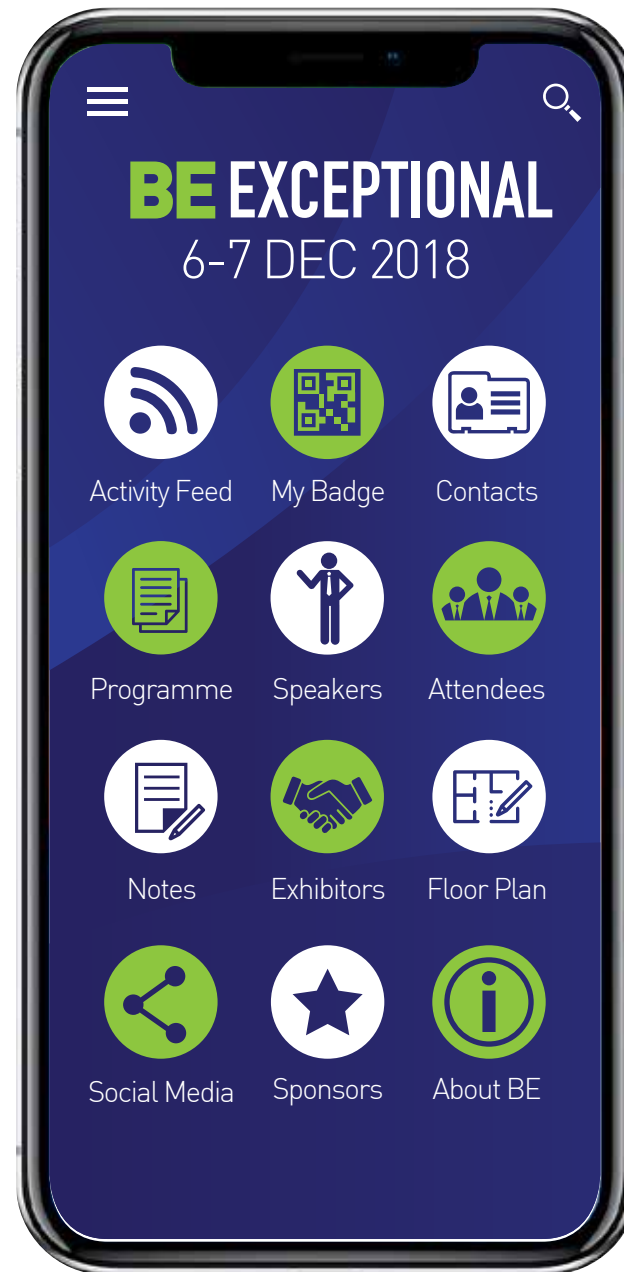 BE EXCEPTIONAL
6-7 DEC 2018
Activity Feed My Badge Contacts
Programme Speakers Attendees
Notes Exhibitors Floor Plan
Social Media Sponsors About BE